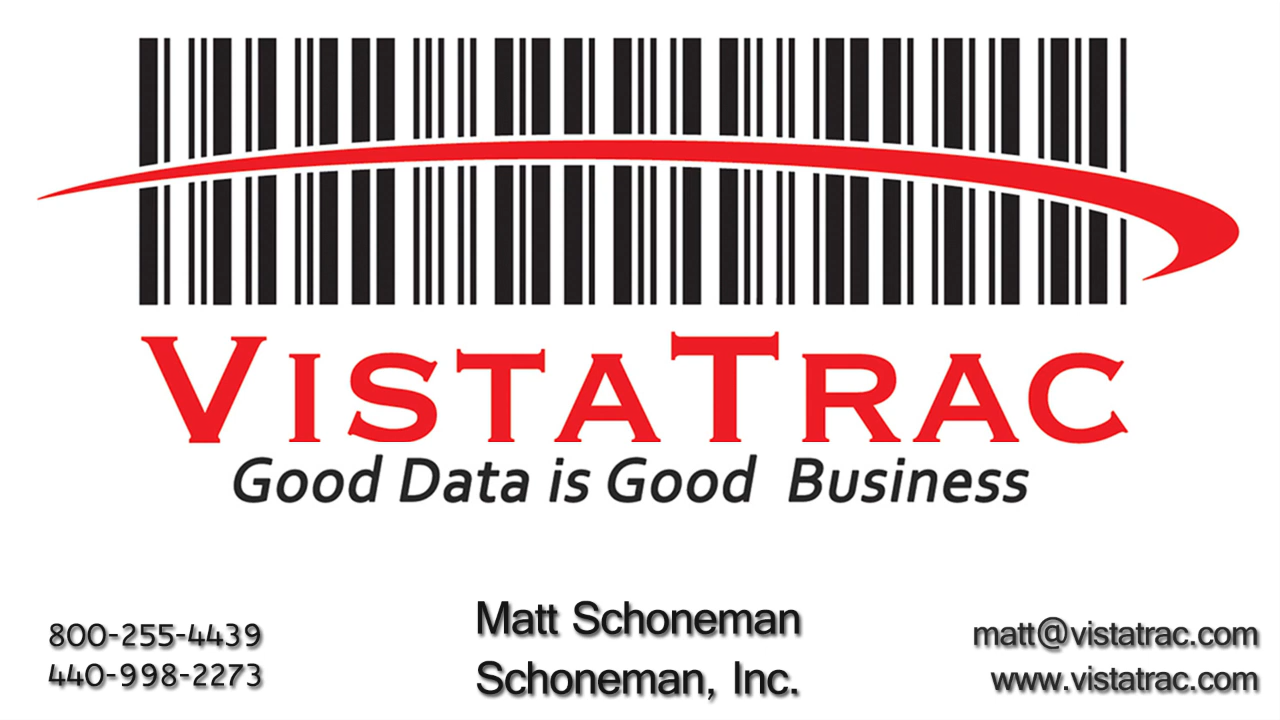 VISTATRAC
Good Data is Good Business
800-255-4439
440-998-2273
Matt Schoneman
Schoneman, Inc.
matt@vistatrac.com
www.vistatrac.com